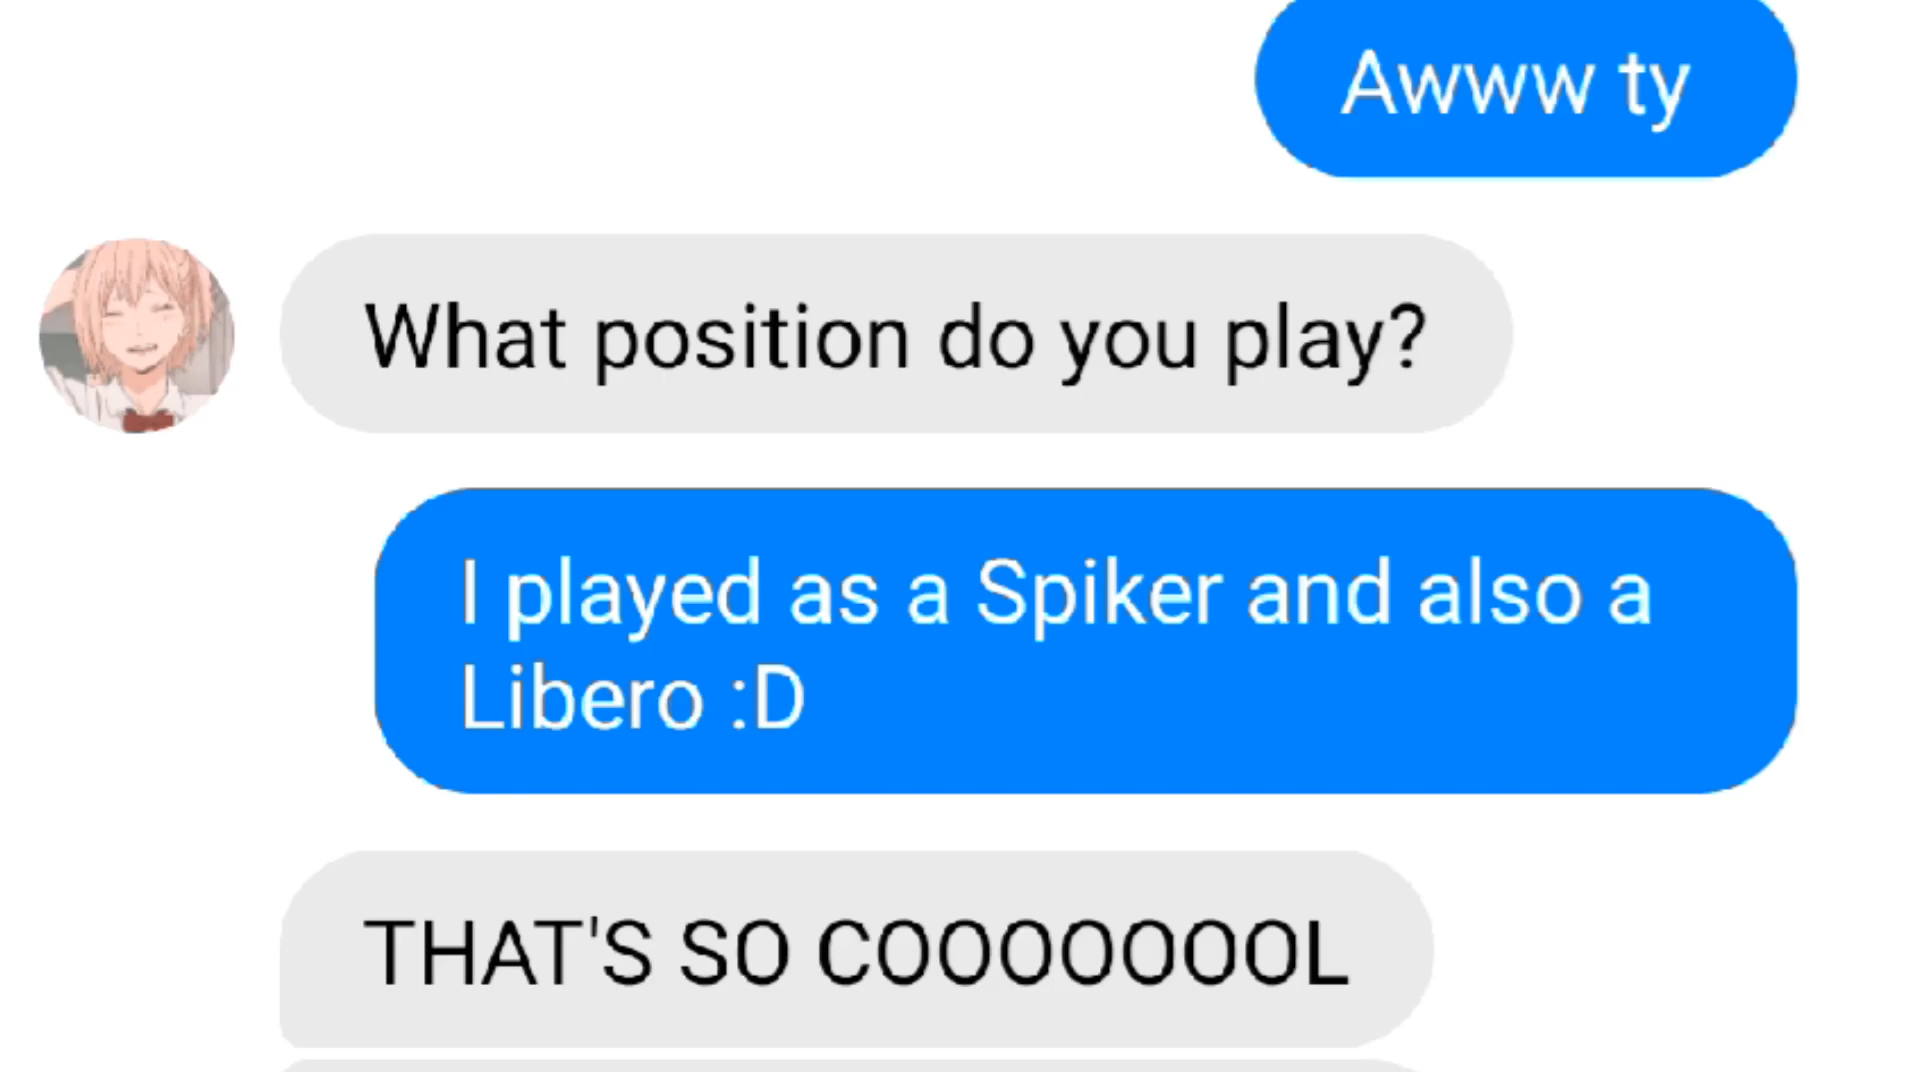 Awww ty
What position do you play?
I played as a Spiker and also a
Libero :D
THAT'S SO COOOOOOOL